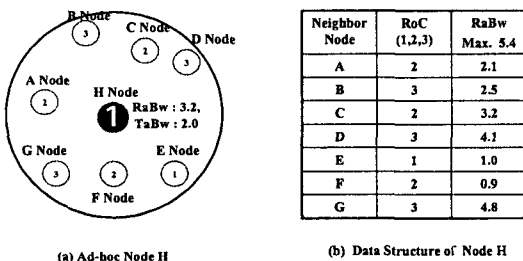 B Node
3
C Node
2
D Node
3
A Node
2
H Node
1
RaBw : 3.2,
TaBw : 2.0
G Node
3
F Node
2
E Node
1
(a) Ad-hoc Node H
Neighbor Node RoC (1,2,3) RaBw Max. 5.4
A 2 2.1
B 3 2.5
C 2 3.2
D 3 4.1
E 1 1.0
F 2 0.9
G 3 4.8
(b) Data Structure of Node H